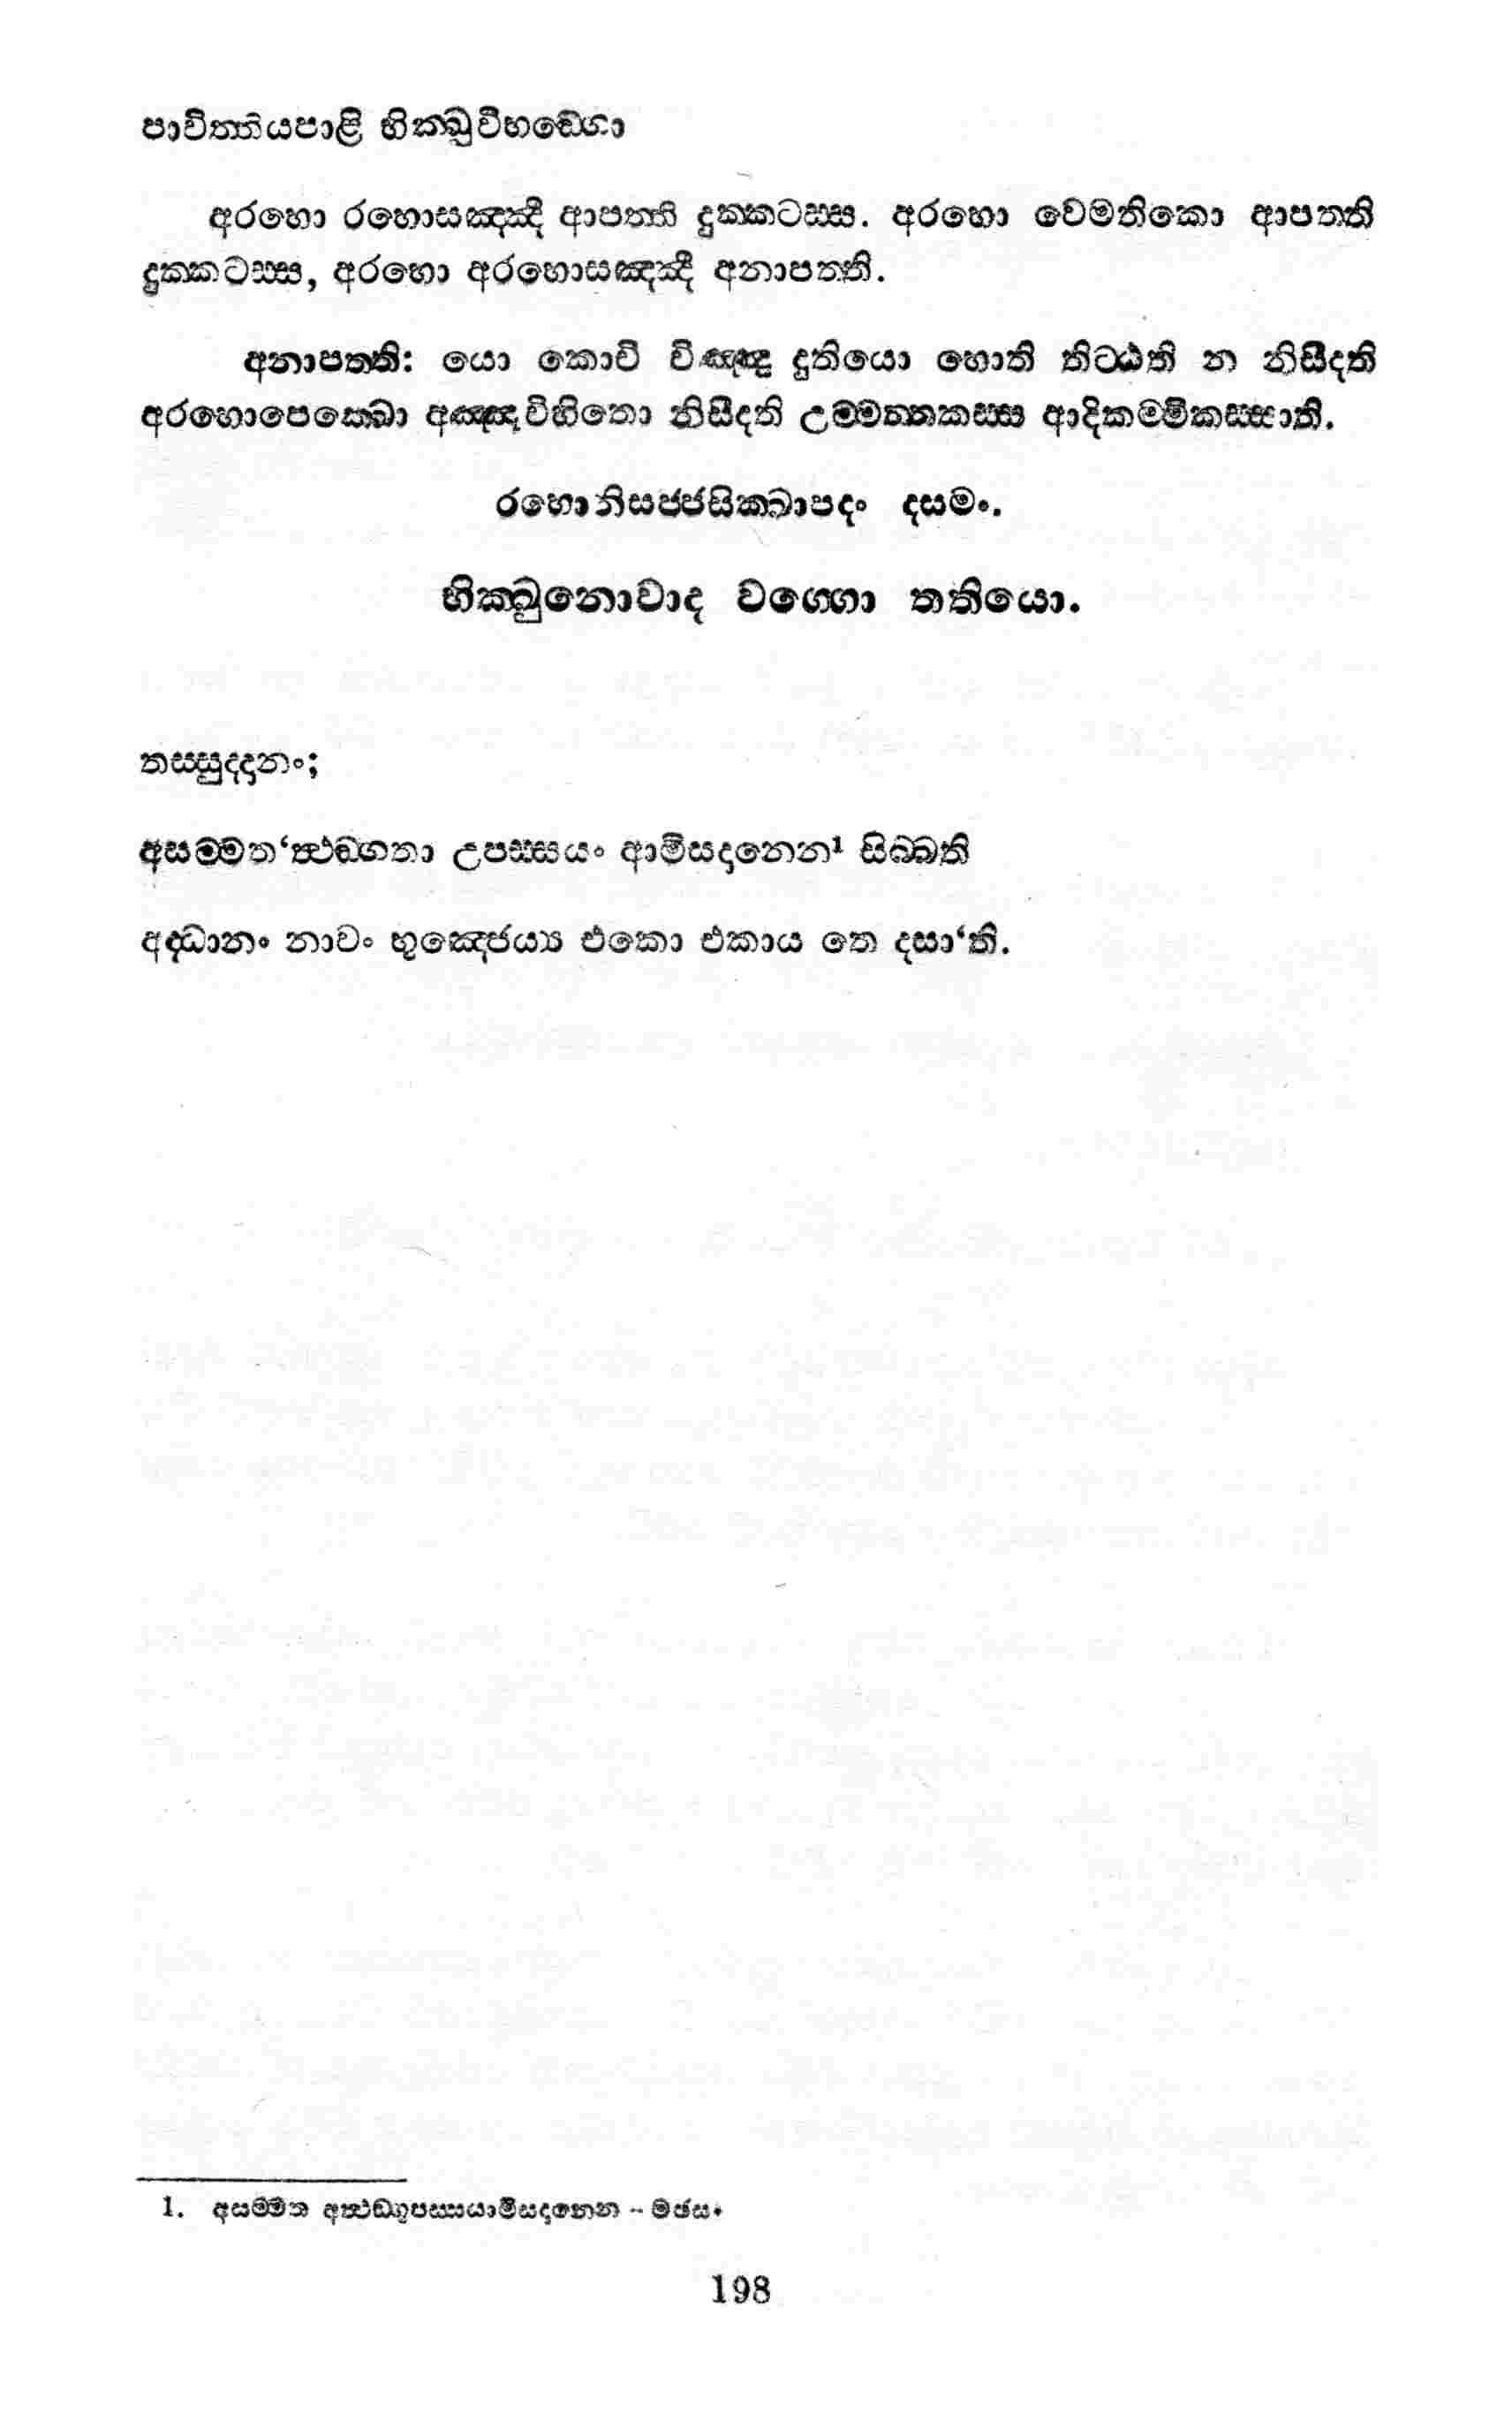 පාචිත්තියපාළි භික්ඛුවිභඞ්ගො
අරහො රහොසඤ්ඤී ආපත්ති දුක්කටස්ස. අරහො වෙමතිකො ආපත්ති
දුක්කටස්ස, අරහො අරහොසඤ්ඤී අනාපත්ති.
අනාපත්ති: යො කොචි විඤ්ඤූ දුතියො හොති තිට්ඨති න නිසීදති
අරහොපෙක්ඛො අඤ්ඤවිහිතො නිසීදති උම්මත්තකස්ස ආදිකම්මිකස්සාති.
රහොනිසජ්ජසික්ඛාපදං දසමං.
භික්ඛුනොවාද වග්ගො තතියො.
තස්සුද්දානං;
අසම්මත‘ත්ථඞ්ගතා උපස්සයං ආමිසදානෙන¹ සිබ්බති
අද්ධානං නාවං භුඤ්ජෙය්‍ය එකො එකාය තෙ දසා‘ති.
1. අසම්මත අත්ථඞ්ගුපස්සයාමිසදානෙන - මජසං
198